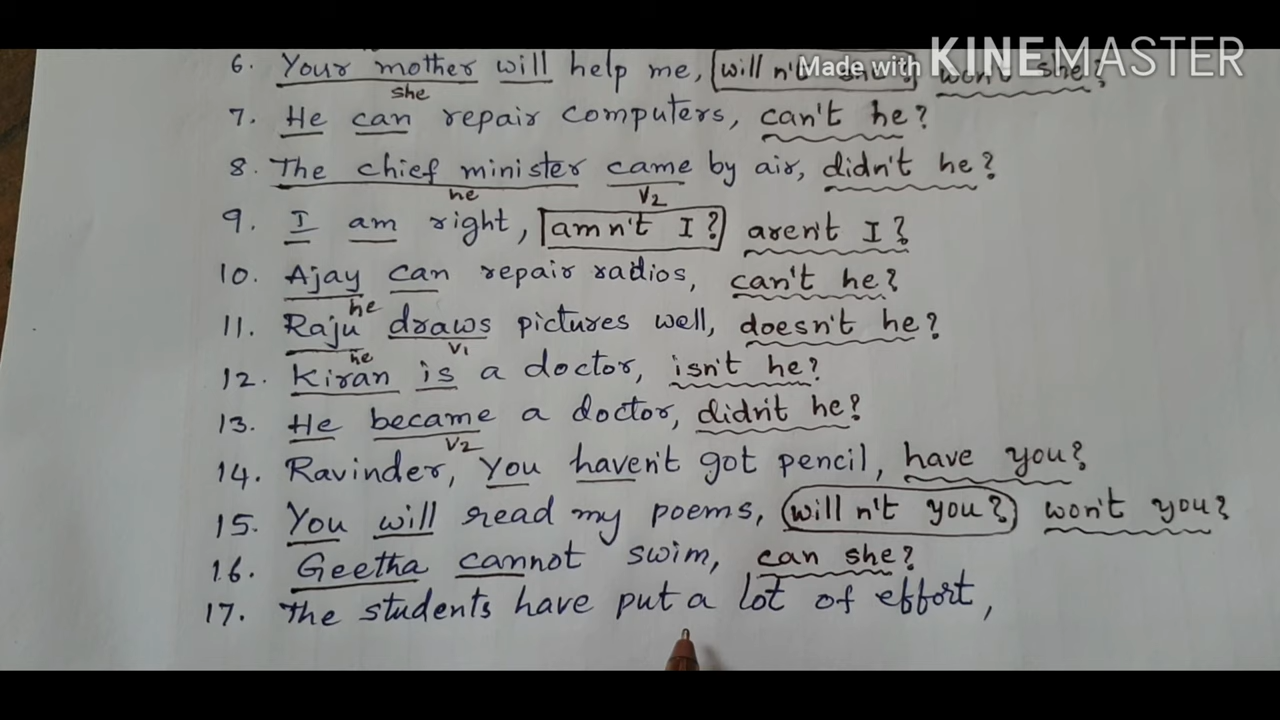 Made with KINEMASTER
6. Your mother will help me, will n't she? won't she?
she
7. He can repair computers, can't he?
8. The chief minister came by air, didn't he?
he V2
9. I am right, amn't I? aren't I?
10. Ajay can repair radios, can't he?
he
11. Raju draws pictures well, doesn't he?
he V1
12. Kiran is a doctor, isn't he?
13. He became a doctor, didn't he?
V2
14. Ravinder, you haven't got pencil, have you?
15. You will read my poems, will n't you? won't you?
16. Geetha cannot swim, can she?
17. The students have put a lot of effort,